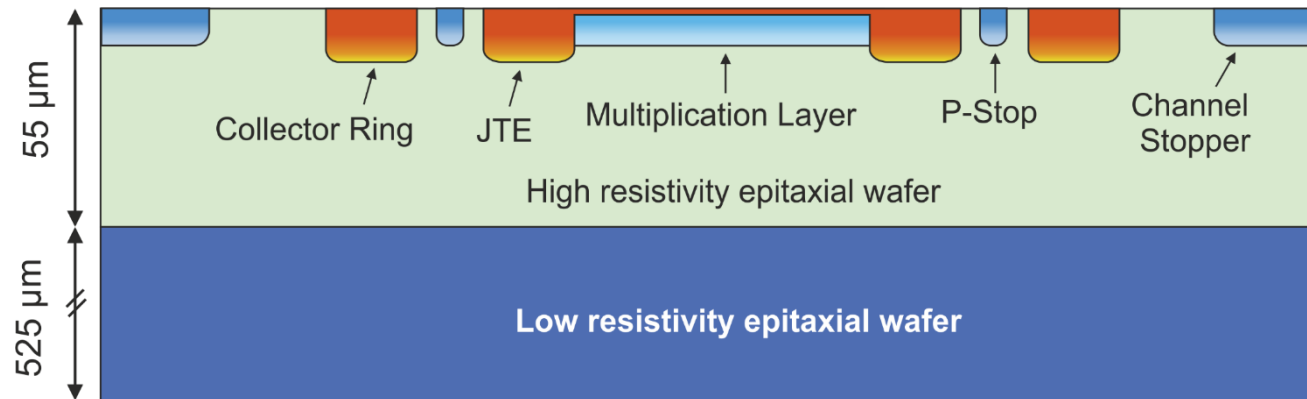 55 µm
Collector Ring
JTE
Multiplication Layer
P-Stop
Channel
Stopper
High resistivity epitaxial wafer
525 µm
Low resistivity epitaxial wafer